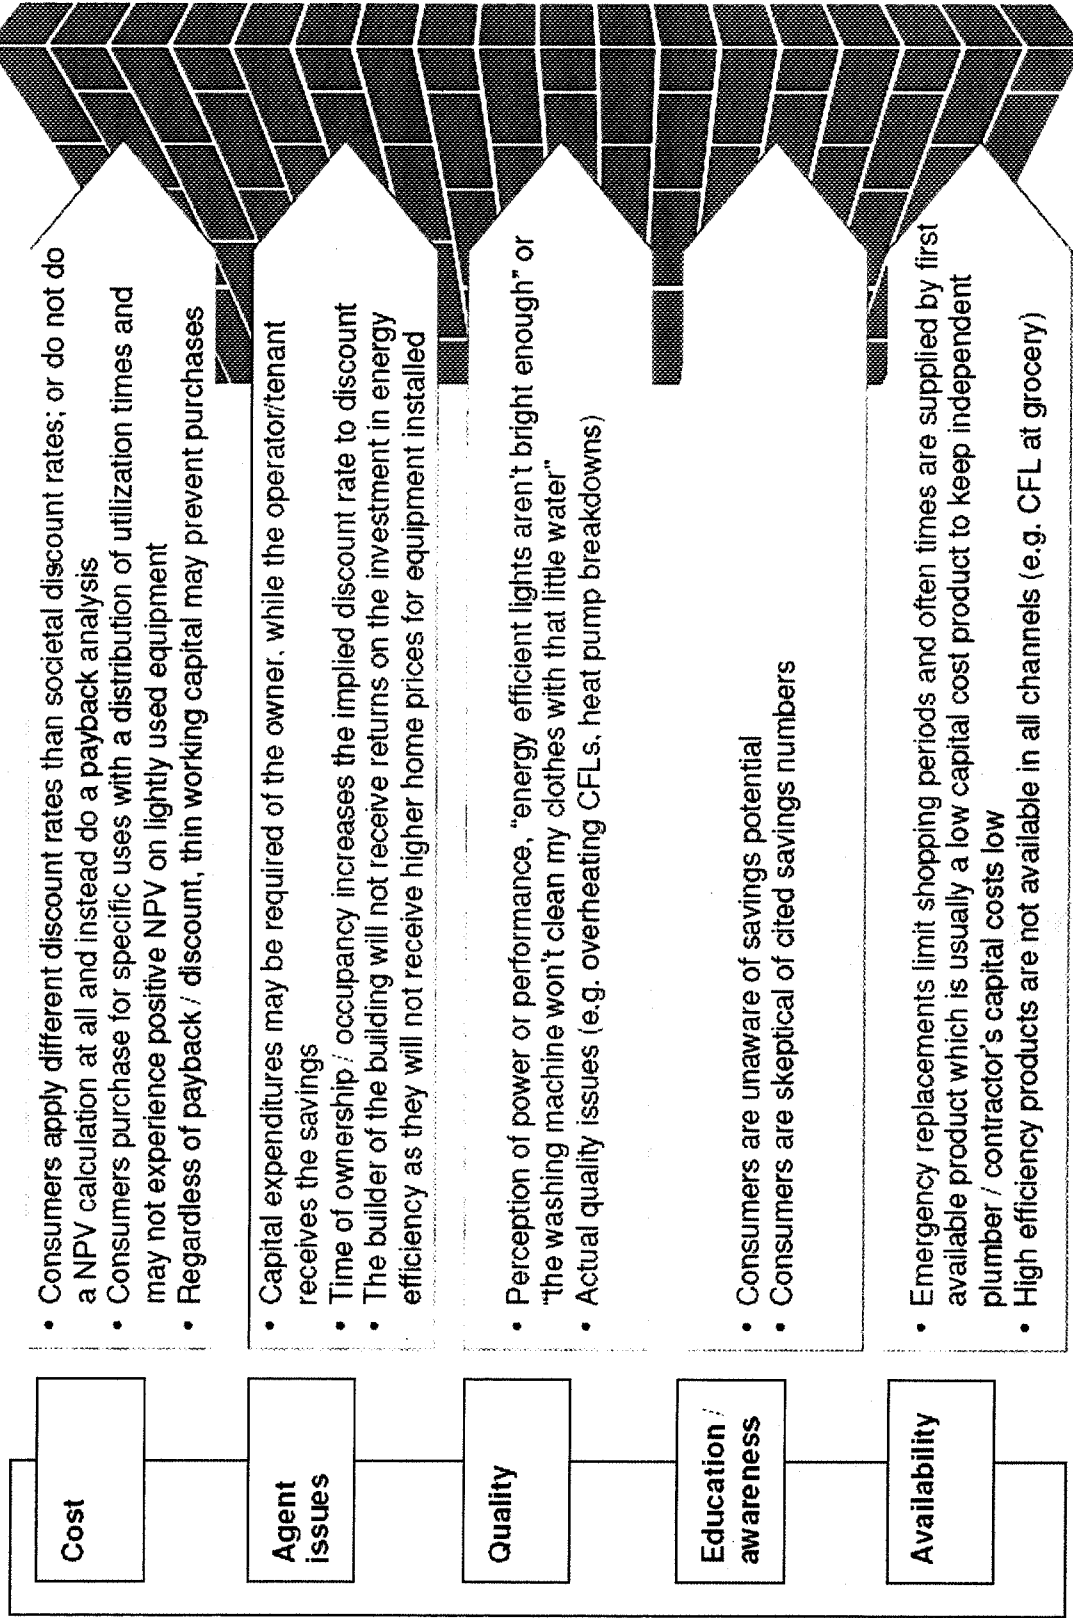 Cost
• Consumers apply different discount rates than societal discount rates; or do not do
a NPV calculation at all and instead do a payback analysis
• Consumers purchase for specific uses with a distribution of utilization times and
may not experience positive NPV on lightly used equipment
• Regardless of payback / discount, thin working capital may prevent purchases
Agent
issues
• Capital expenditures may be required of the owner, while the operator/tenant
receives the savings
• Time of ownership / occupancy increases the implied discount rate to discount
• The builder of the building will not receive returns on the investment in energy
efficiency as they will not receive higher home prices for equipment installed
Quality
• Perception of power or performance, "energy efficient lights aren't bright enough" or
"the washing machine won't clean my clothes with that little water"
• Actual quality issues (e.g. overheating CFLs, heat pump breakdowns)
Education /
awareness
• Consumers are unaware of savings potential
• Consumers are skeptical of cited savings numbers
Availability
• Emergency replacements limit shopping periods and often times are supplied by first
available product which is usually a low capital cost product to keep independent
plumber / contractor's capital costs low
• High efficiency products are not available in all channels (e.g. CFL at grocery)